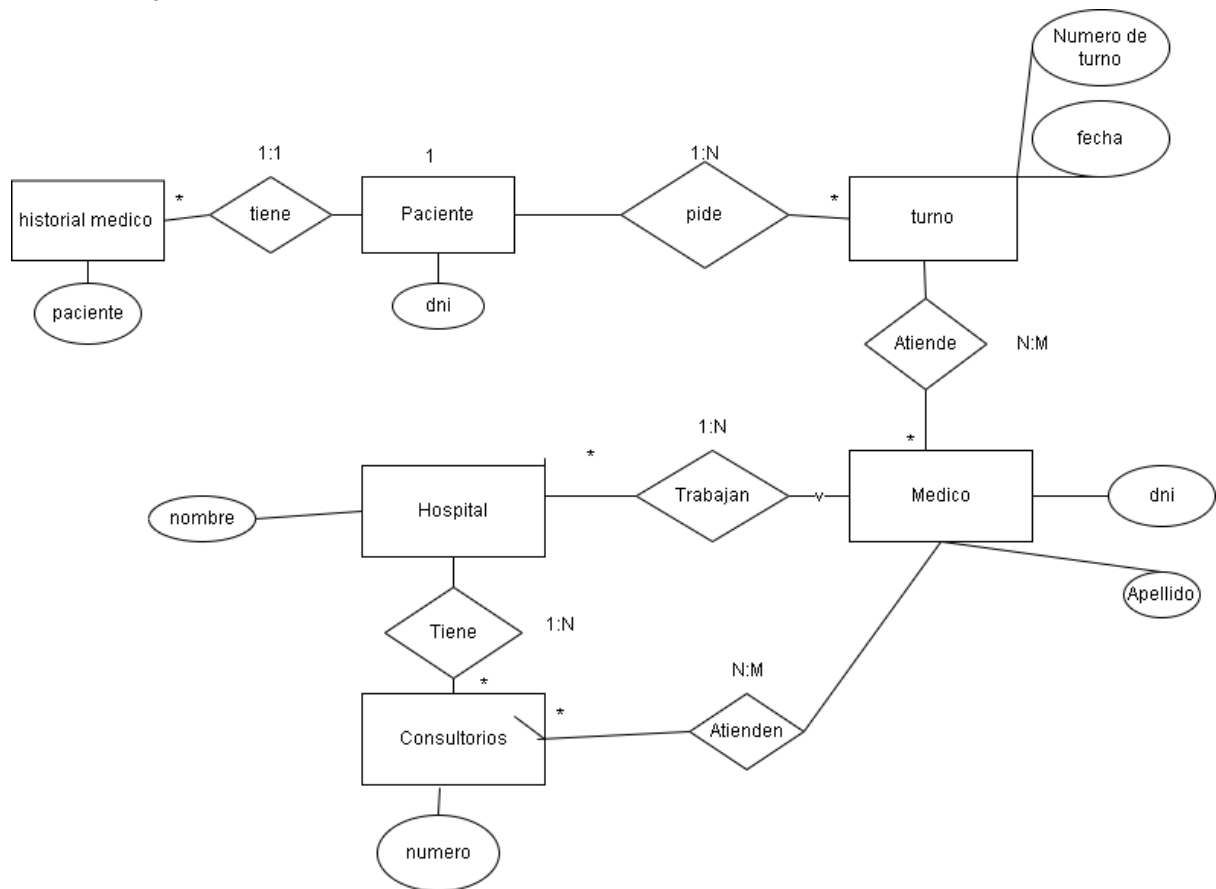 Numero de
turno
fecha
1:1
1
1:N
*
*
historial medico
tiene
Paciente
pide
turno
paciente
dni
Atiende
N:M
1:N
*
*
Hospital
Trabajan
v
Medico
dni
nombre
Apellido
Tiene
1:N
*
N:M
*
Consultorios
Atienden
numero